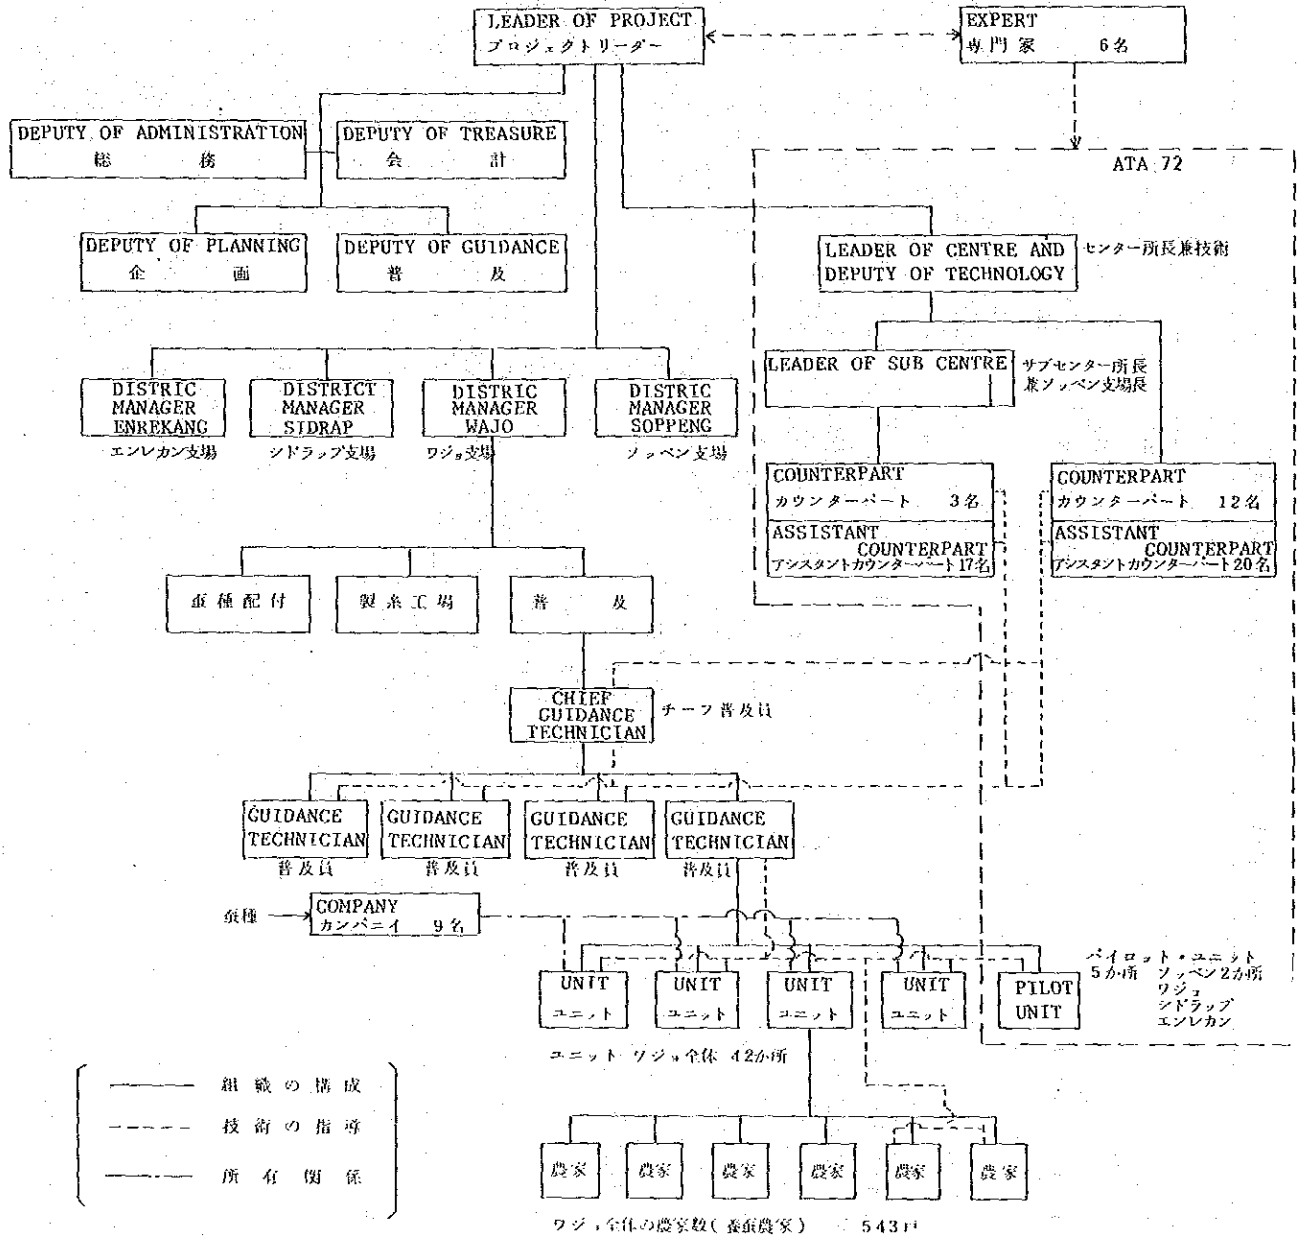 LEADER OF PROJECT
プロジェクトリーダー
EXPERT
専門家 6名
DEPUTY OF ADMINISTRATION
総務
DEPUTY OF TREASURE
会計
ATA 72
DEPUTY OF PLANNING
企画
DEPUTY OF GUIDANCE
普及
LEADER OF CENTRE AND
DEPUTY OF TECHNOLOGY
センター所長兼技術
LEADER OF SUB CENTRE
サブセンター所長
兼ソッペン支場長
DISTRIC
MANAGER
ENREKANG
エンレカン支場
DISTRICT
MANAGER
SIDRAP
シドラップ支場
DISTRIC
MANAGER
WAJO
ワジョ支場
DISTRIC
MANAGER
SOPPENG
ソッペン支場
COUNTERPART
カウンターパート 3名
ASSISTANT
COUNTERPART
アシスタントカウンターパート17名
COUNTERPART
カウンターパート 12名
ASSISTANT
COUNTERPART
アシスタントカウンターパート20名
蚕種配付
製糸工場
普及
CHIEF
GUIDANCE
TECHNICIAN
チーフ普及員
GUIDANCE
TECHNICIAN
普及員
GUIDANCE
TECHNICIAN
普及員
GUIDANCE
TECHNICIAN
普及員
GUIDANCE
TECHNICIAN
普及員
蚕種
COMPANY
カンパニイ 9名
UNIT
ユニット
UNIT
ユニット
UNIT
ユニット
UNIT
ユニット
PILOT
UNIT
パイロット・ユニット
5か所 ソッペン2か所
ワジョ
シドラップ
エンレカン
ユニット ワジョ全体 42か所
組織の構成
技術の指導
所有関係
農家
農家
農家
農家
農家
農家
ワジョ全体の農家数(養蚕農家) 543戸